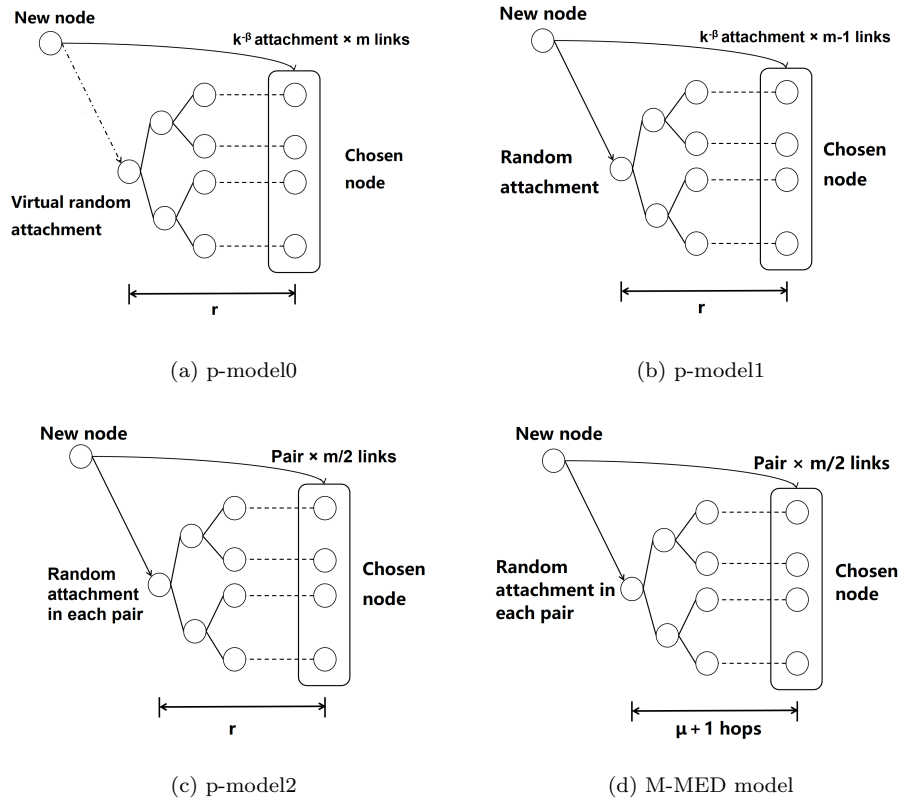 New node
k-β attachment × m links
Chosen
node
Virtual random
attachment
r
(a) p-model0
New node
k-β attachment × m-1 links
Random
attachment
Chosen
node
r
(b) p-model1
New node
Pair × m/2 links
Random
attachment
in each pair
Chosen
node
r
(c) p-model2
New node
Pair × m/2 links
Random
attachment in
each pair
Chosen
node
μ + 1 hops
(d) M-MED model